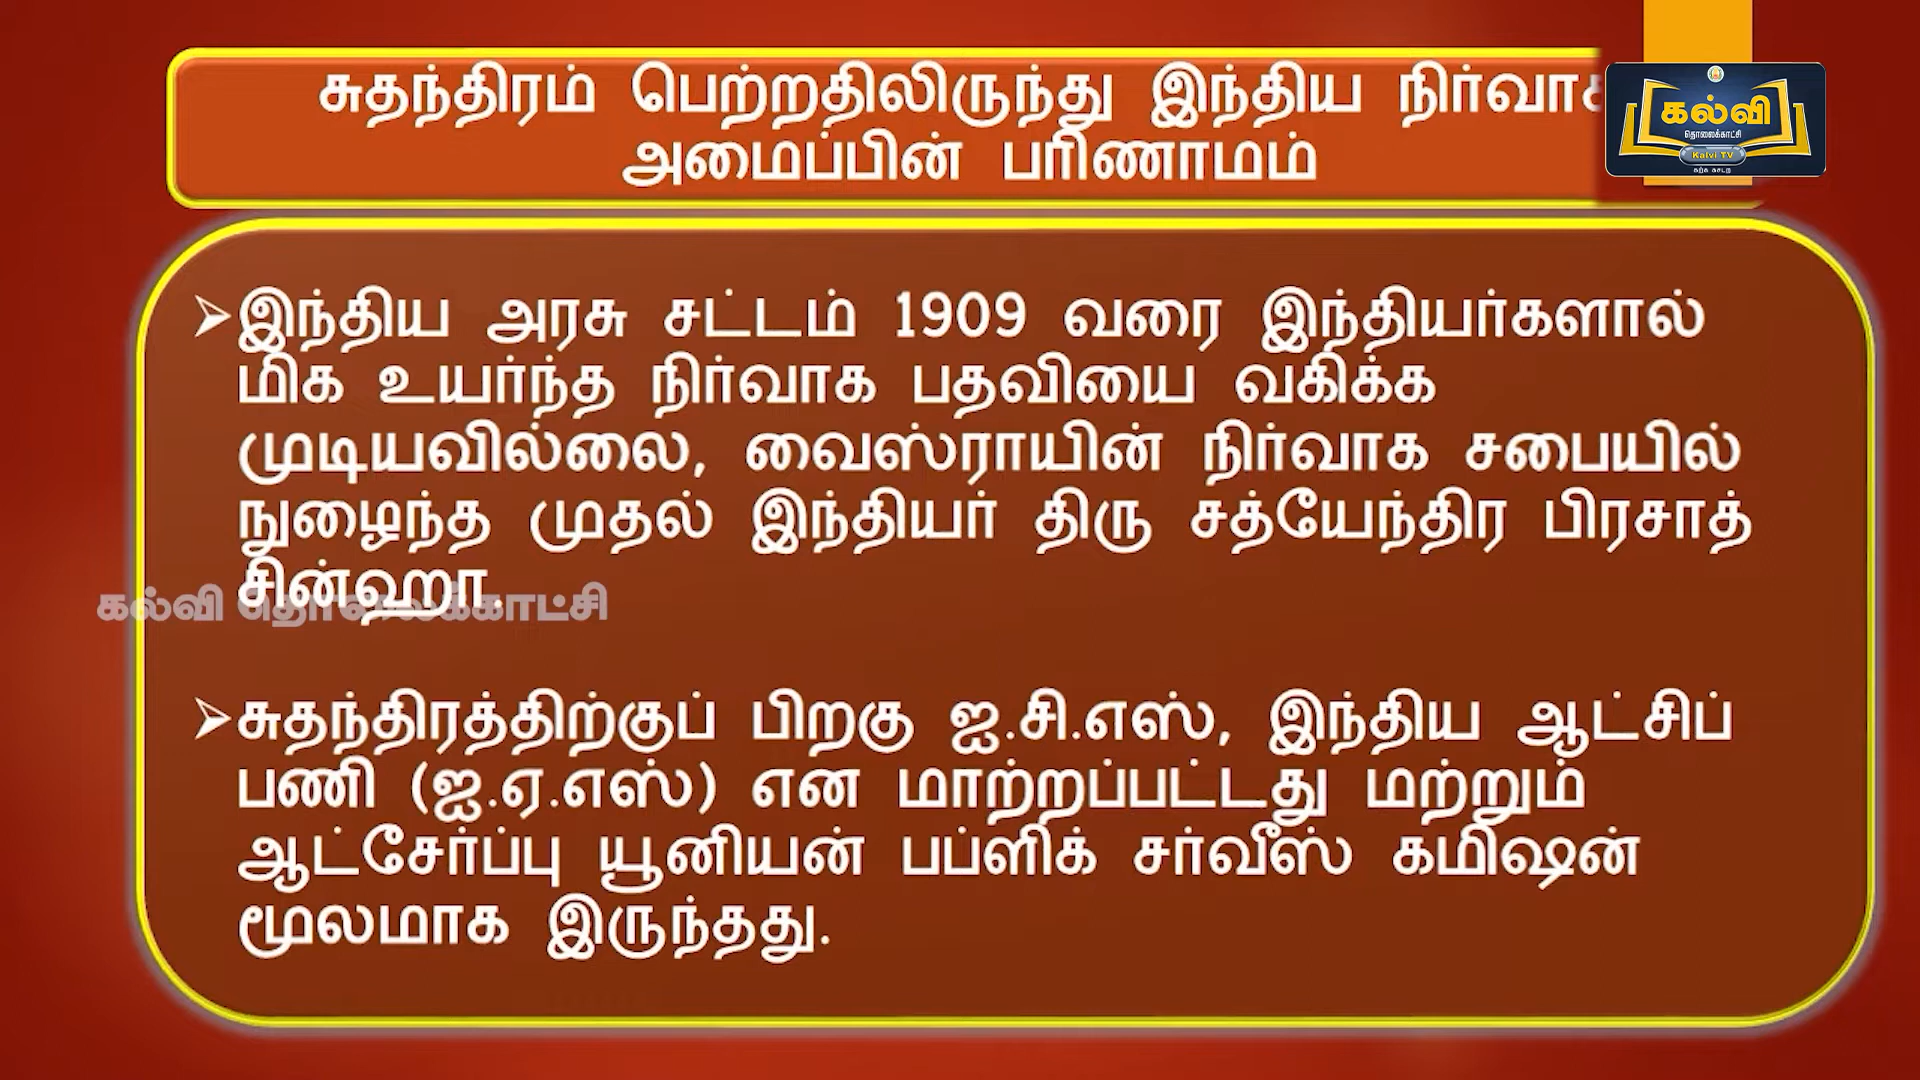 சுதந்திரம் பெற்றதிலிருந்து இந்திய நிர்வாக
அமைப்பின் பரிணாமம்
கல்வி
தொலைக்காட்சி
Kalvi TV
கற்க கசடற
➢இந்திய அரசு சட்டம் 1909 வரை இந்தியர்களால்
மிக உயர்ந்த நிர்வாக பதவியை வகிக்க
முடியவில்லை, வைஸ்ராயின் நிர்வாக சபையில்
நுழைந்த முதல் இந்தியர் திரு சத்யேந்திர பிரசாத்
சின்ஹா.
கல்வி தொலைக்காட்சி
➢சுதந்திரத்திற்குப் பிறகு ஐ.சி.எஸ், இந்திய ஆட்சிப்
பணி (ஐ.ஏ.எஸ்) என மாற்றப்பட்டது மற்றும்
ஆட்சேர்ப்பு யூனியன் பப்ளிக் சர்வீஸ் கமிஷன்
மூலமாக இருந்தது.